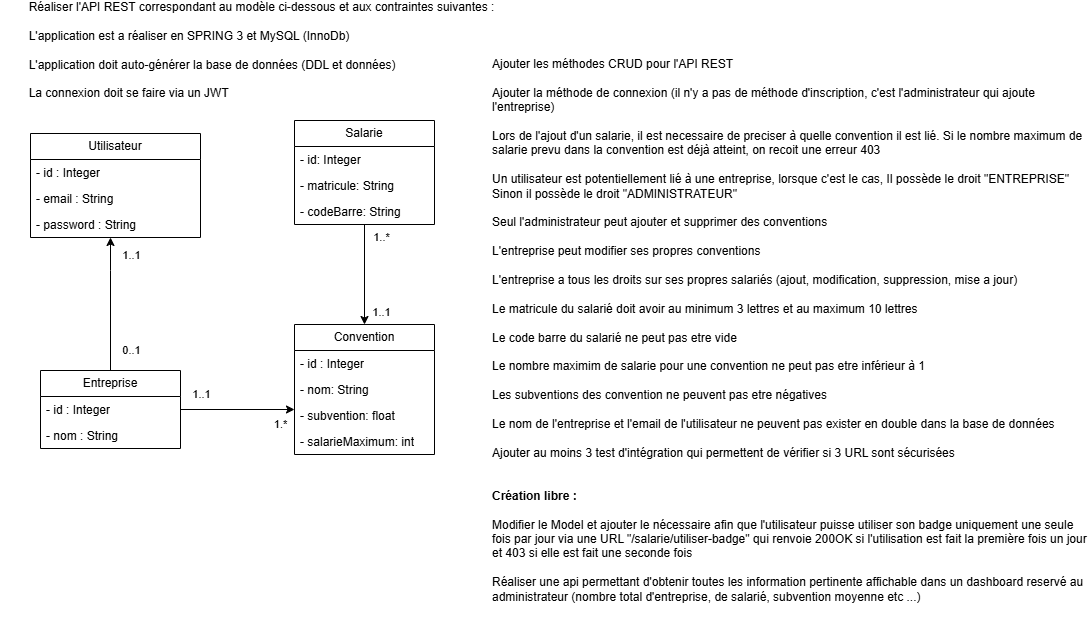 Réaliser l'API REST correspondant au modèle ci-dessous et aux contraintes suivantes :
L'application est a réaliser en SPRING 3 et MySQL (InnoDb)
L'application doit auto-générer la base de données (DDL et données)
La connexion doit se faire via un JWT
Utilisateur
- id : Integer
- email : String
- password : String
1..1
0..1
Entreprise
- id : Integer
- nom : String
1..1
1.*
Salarie
- id: Integer
- matricule: String
- codeBarre: String
1..*
1..1
Convention
- id : Integer
- nom: String
- subvention: float
- salarieMaximum: int
Ajouter les méthodes CRUD pour l'API REST
Ajouter la méthode de connexion (il n'y a pas de méthode d'inscription, c'est l'administrateur qui ajoute
l'entreprise)
Lors de l'ajout d'un salarie, il est necessaire de preciser à quelle convention il est lié. Si le nombre maximum de
salarie prevu dans la convention est déjà atteint, on recoit une erreur 403
Un utilisateur est potentiellement lié à une entreprise, lorsque c'est le cas, Il possède le droit "ENTREPRISE"
Sinon il possède le droit "ADMINISTRATEUR"
Seul l'administrateur peut ajouter et supprimer des conventions
L'entreprise peut modifier ses propres conventions
L'entreprise a tous les droits sur ses propres salariés (ajout, modification, suppression, mise a jour)
Le matricule du salarié doit avoir au minimum 3 lettres et au maximum 10 lettres
Le code barre du salarié ne peut pas etre vide
Le nombre maximim de salarie pour une convention ne peut pas etre inférieur à 1
Les subventions des convention ne peuvent pas etre négatives
Le nom de l'entreprise et l'email de l'utilisateur ne peuvent pas exister en double dans la base de données
Ajouter au moins 3 test d'intégration qui permettent de vérifier si 3 URL sont sécurisées
Création libre :
Modifier le Model et ajouter le nécessaire afin que l'utilisateur puisse utiliser son badge uniquement une seule
fois par jour via une URL "/salarie/utiliser-badge" qui renvoie 200OK si l'utilisation est fait la première fois un jour
et 403 si elle est fait une seconde fois
Réaliser une api permettant d'obtenir toutes les information pertinente affichable dans un dashboard reservé au
administrateur (nombre total d'entreprise, de salarié, subvention moyenne etc ...)